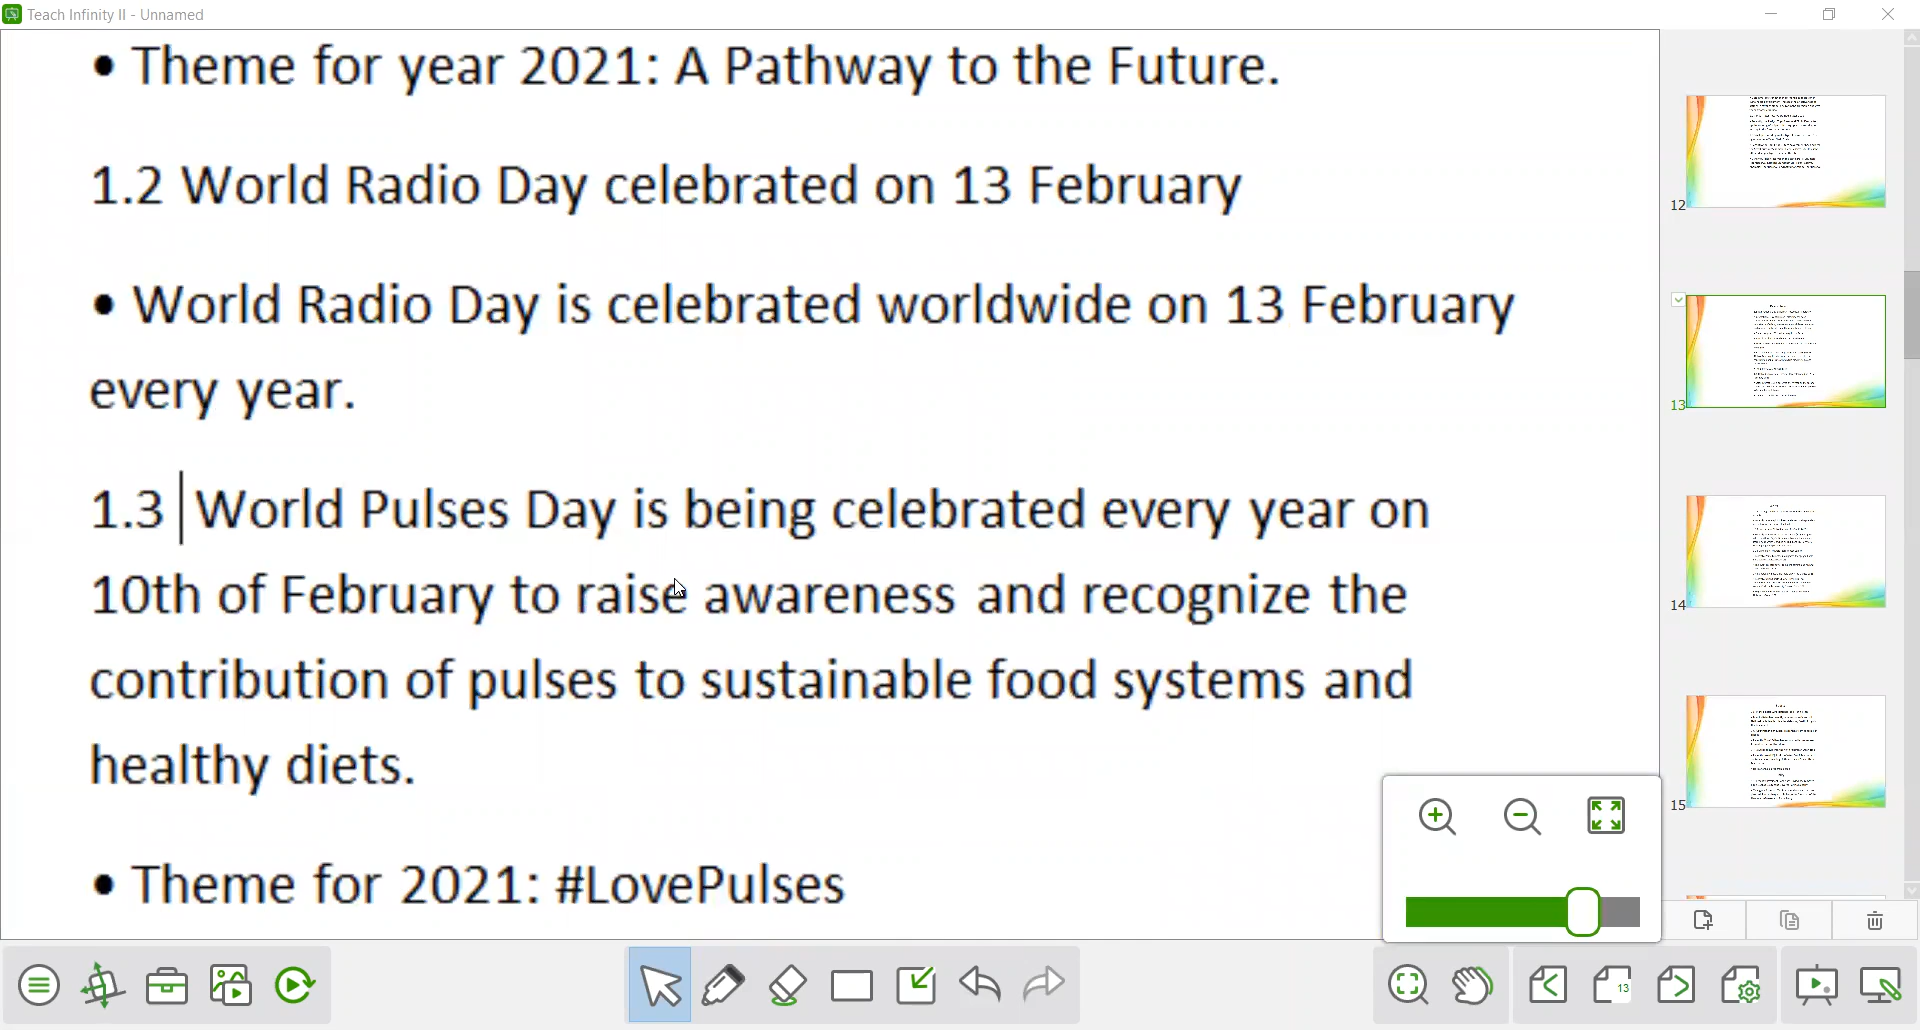 Teach Infinity II - Unnamed
• Theme for year 2021: A Pathway to the Future.
1.2 World Radio Day celebrated on 13 February
• World Radio Day is celebrated worldwide on 13 February
every year.
1.3 World Pulses Day is being celebrated every year on
10th of February to raise awareness and recognize the
contribution of pulses to sustainable food systems and
healthy diets.
• Theme for 2021: #LovePulses
12
13
14
15
13